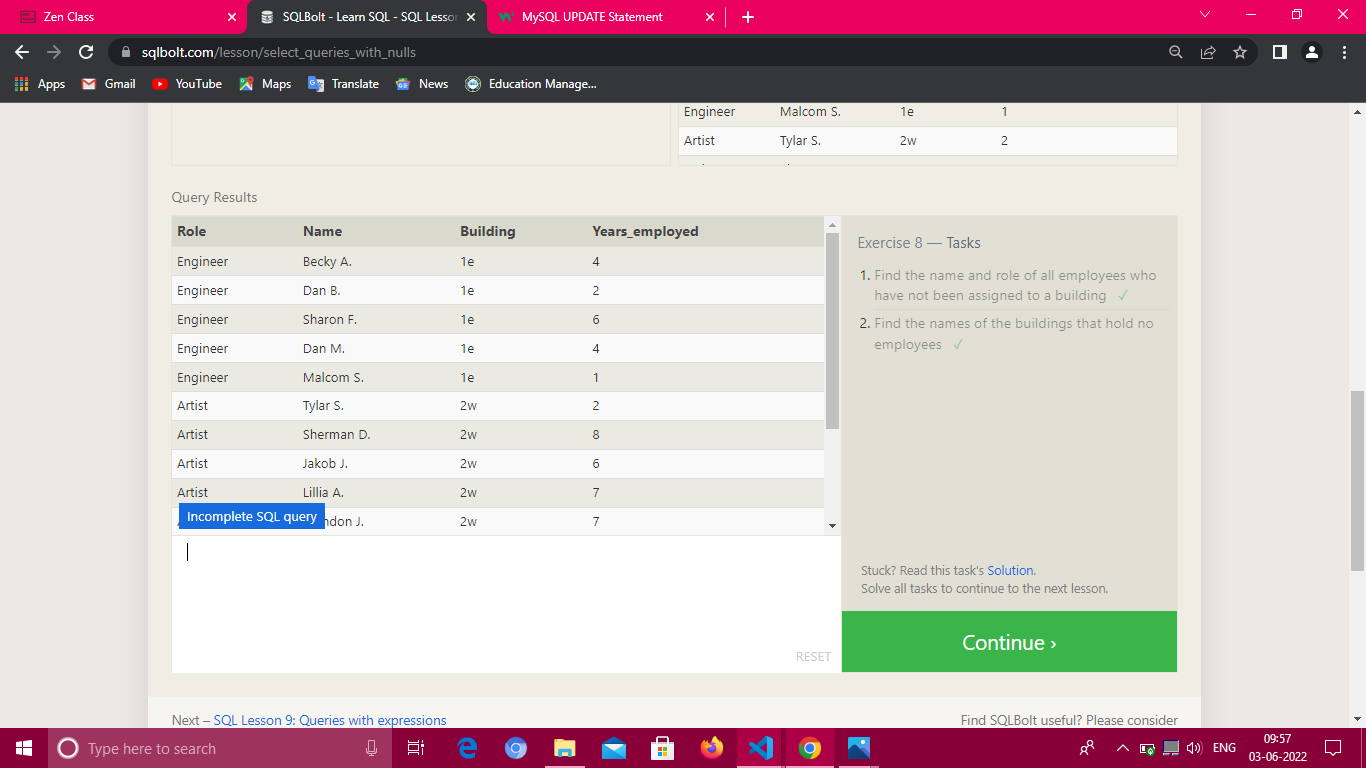 Zen Class
SQLBolt - Learn SQL - SQL Lesson
MySQL UPDATE Statement
sqlbolt.com/lesson/select_queries_with_nulls
Apps
Gmail
YouTube
Maps
Translate
News
Education Manage...
Engineer Malcom S. 1e 1
Artist Tylar S. 2w 2
Query Results
Role Name Building Years_employed
Engineer Becky A. 1e 4
Engineer Dan B. 1e 2
Engineer Sharon F. 1e 6
Engineer Dan M. 1e 4
Engineer Malcom S. 1e 1
Artist Tylar S. 2w 2
Artist Sherman D. 2w 8
Artist Jakob J. 2w 6
Artist Lillia A. 2w 7
ndon J. 2w 7
Incomplete SQL query
RESET
Exercise 8 — Tasks
1. Find the name and role of all employees who
have not been assigned to a building ✓
2. Find the names of the buildings that hold no
employees ✓
Stuck? Read this task's Solution.
Solve all tasks to continue to the next lesson.
Continue ›
Next – SQL Lesson 9: Queries with expressions
Find SQLBolt useful? Please consider
Type here to search
ENG
09:57
03-06-2022